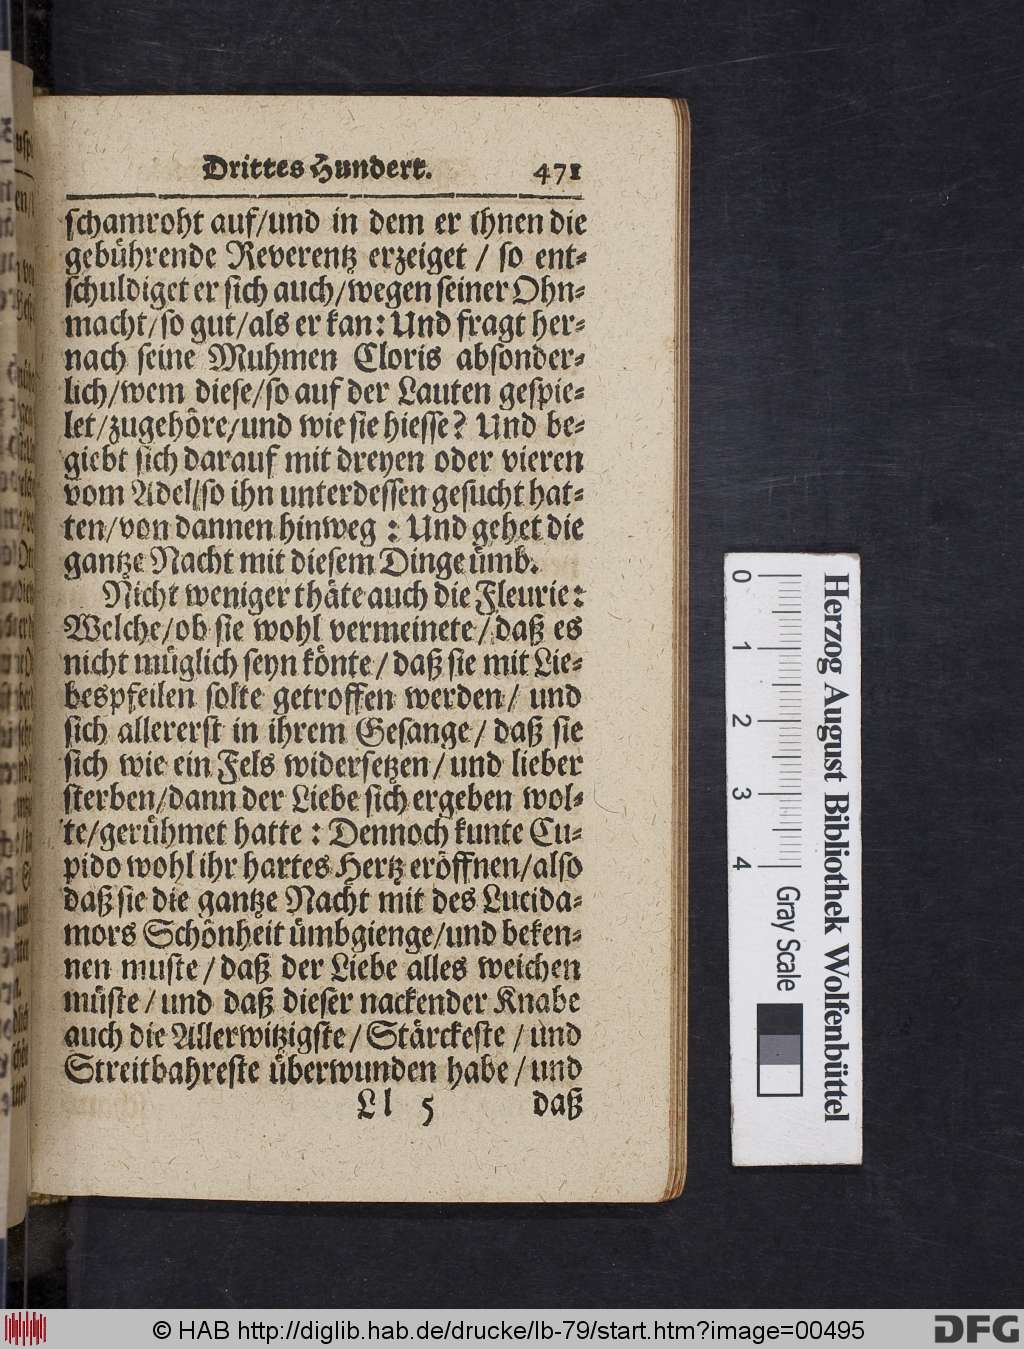 Drittes Hundert. 471
schamroht auf/und in dem er ihnen die
gebührende Reverentz erzeiget / so ent-
schuldiget er sich auch/wegen seiner Ohn-
macht/so gut/als er kan: Und fragt her-
nach seine Muhmen Cloris absonder-
lich/wem diese/so auf der Lauten gespie-
let/zugehöre/und wie sie hiesse? Und be-
giebt sich darauf mit dreyen oder vieren
vom Adel/so ihn unterdessen gesucht hat-
ten/von dannen hinweg : Und gehet die
gantze Nacht mit diesem Dinge ümb.
Nicht weniger thäte auch die Fleurie:
Welche/ob sie wohl vermeinete/daß es
nicht müglich seyn könte/daß sie mit Lie-
bespfeilen solte getroffen werden/ und
sich allererst in ihrem Gesange/ daß sie
sich wie ein Fels widersetzen/und lieber
sterben/dann der Liebe sich ergeben wol-
te/gerühmet hatte : Dennoch kunte Cu-
pido wohl ihr hartes Hertz eröffnen/also
daß sie die gantze Nacht mit des Lucida-
mors Schönheit ümbgienge/und beken-
nen muste/daß der Liebe alles weichen
müste/und daß dieser nackender Knabe
auch die Allerwitzigste/Stärckeste /und
Streitbahreste überwunden habe/und
Ll 5 daß
Herzog August Bibliothek Wolfenbüttel
0 1 2 3 4
Gray Scale
© HAB http://diglib.hab.de/drucke/lb-79/start.htm?image=00495
DFG